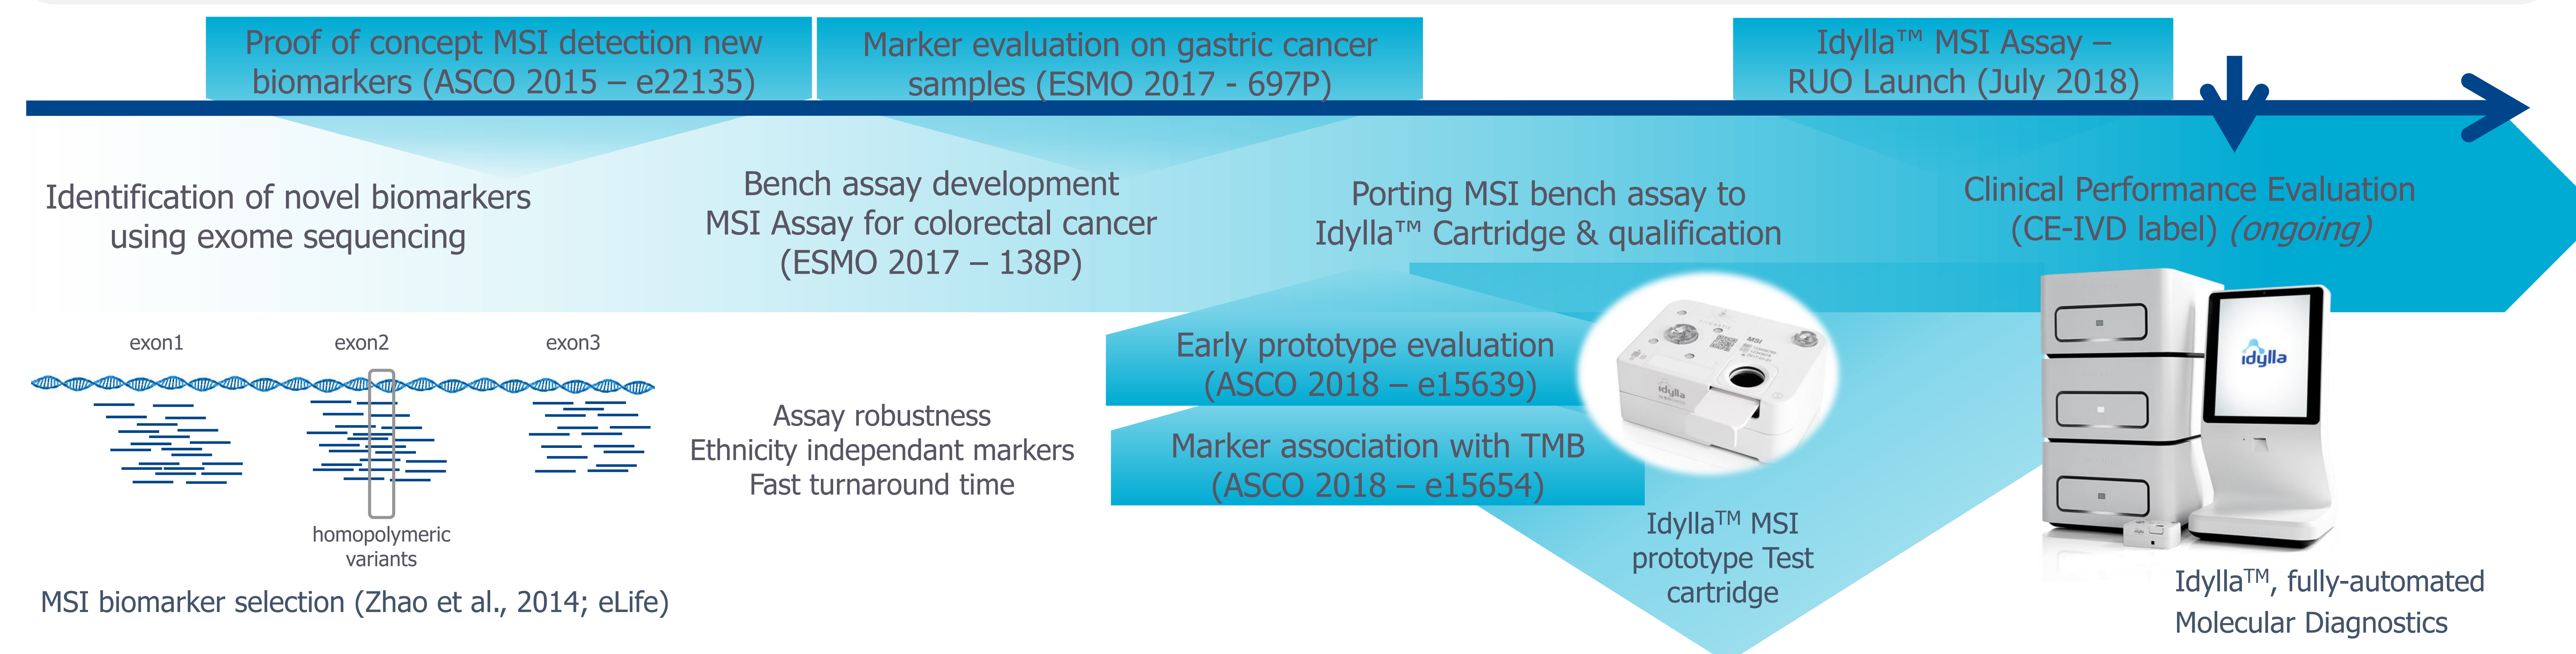 Proof of concept MSI detection new
biomarkers (ASCO 2015 – e22135)
Marker evaluation on gastric cancer
samples (ESMO 2017 - 697P)
Idylla™ MSI Assay –
RUO Launch (July 2018)
Identification of novel biomarkers
using exome sequencing
Bench assay development
MSI Assay for colorectal cancer
(ESMO 2017 – 138P)
Porting MSI bench assay to
Idylla™ Cartridge & qualification
Clinical Performance Evaluation
(CE-IVD label) (ongoing)
exon1
exon2
exon3
homopolymeric
variants
MSI biomarker selection (Zhao et al., 2014; eLife)
Assay robustness
Ethnicity independant markers
Fast turnaround time
Early prototype evaluation
(ASCO 2018 – e15639)
Marker association with TMB
(ASCO 2018 – e15654)
MSI
idylla
Idylla™ MSI
prototype Test
cartridge
idylla
Idylla™, fully-automated
Molecular Diagnostics